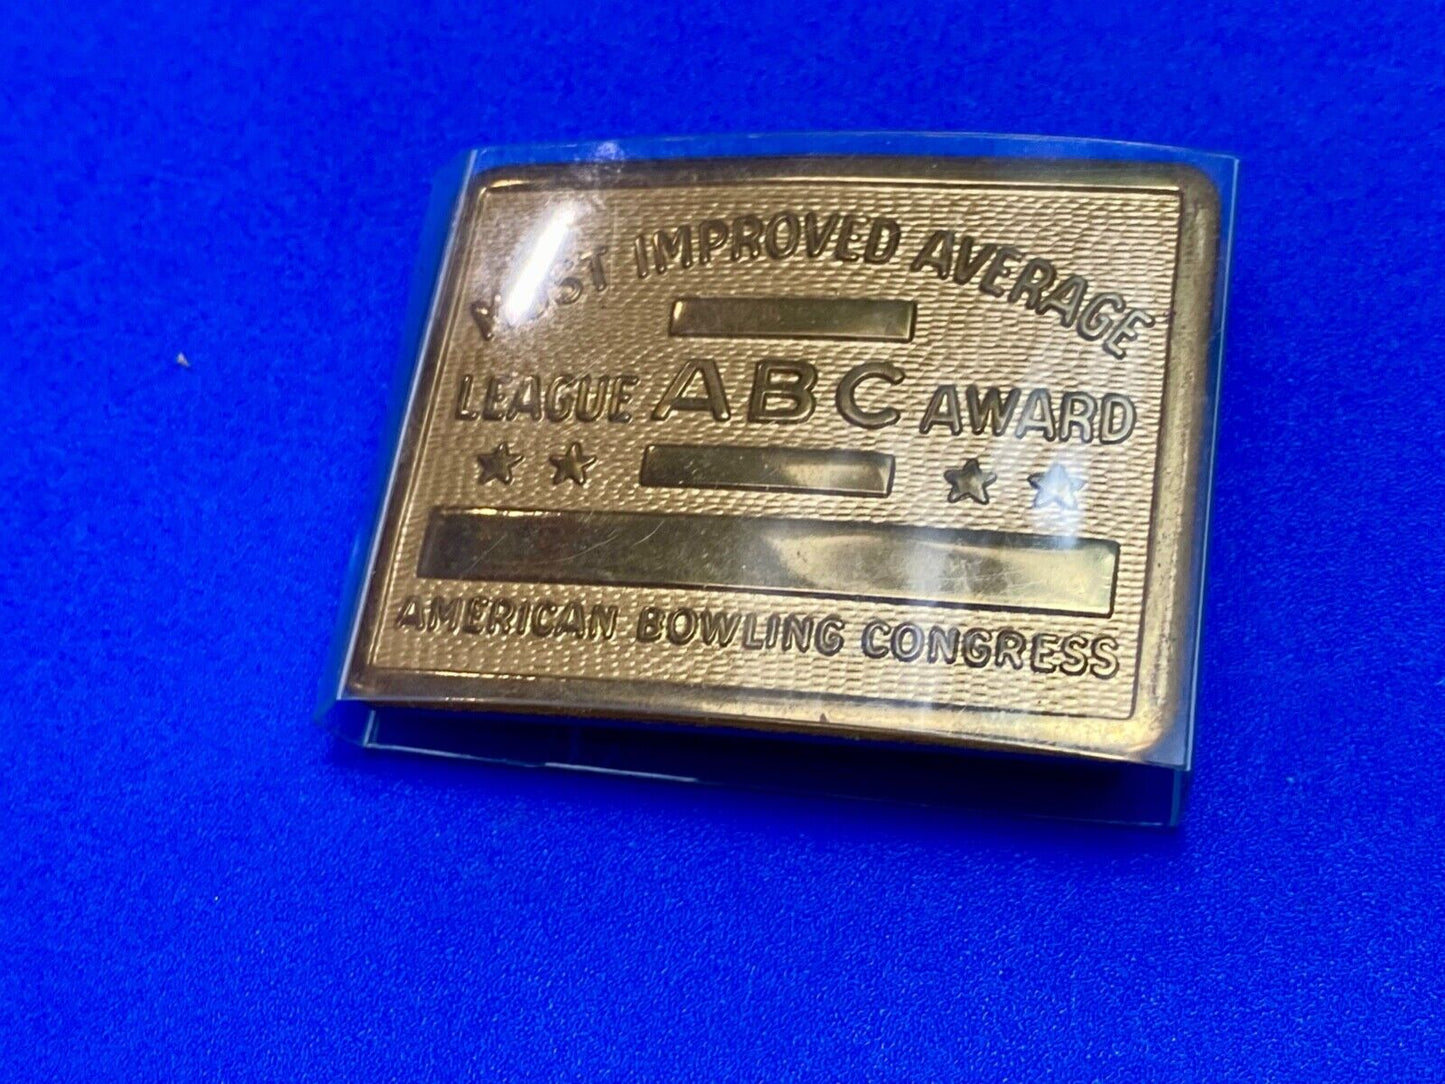 MOST IMPROVED AVERAGE
LEAGUE ABC AWARD
AMERICAN BOWLING CONGRESS